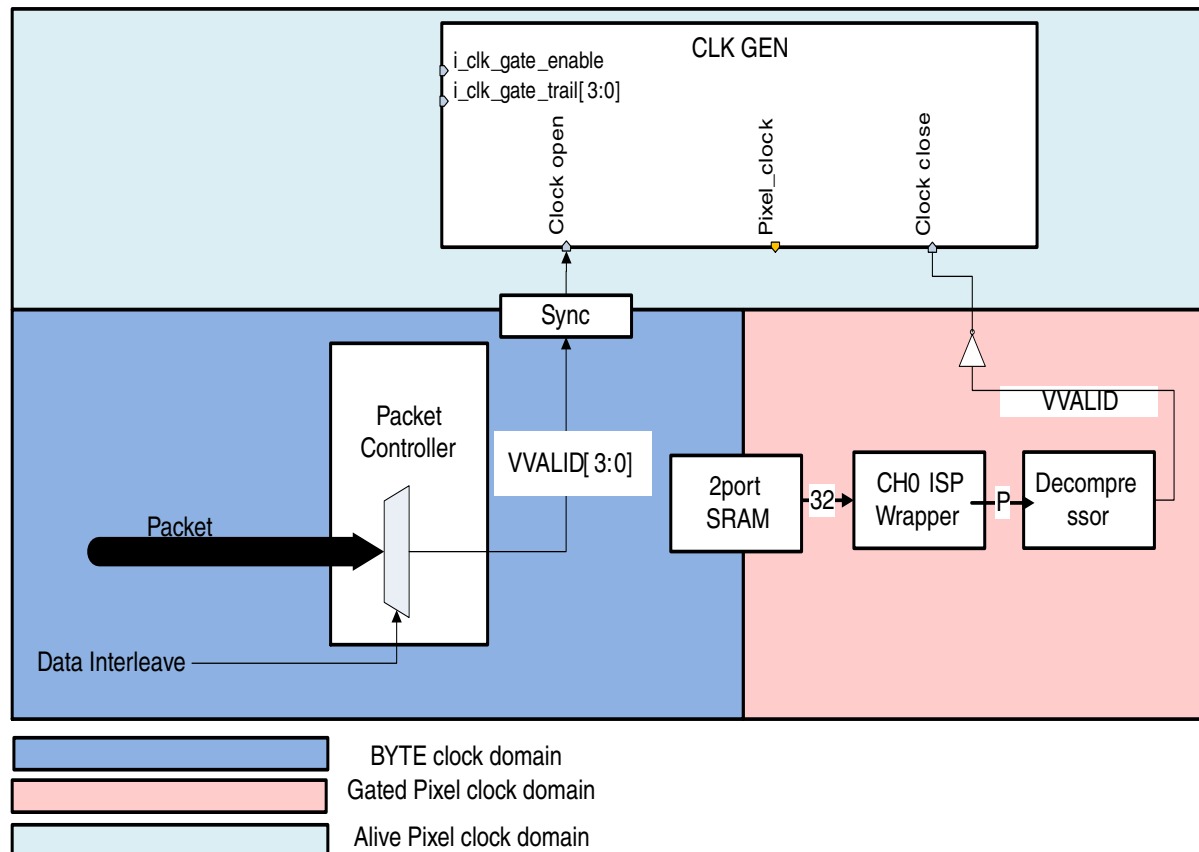 CLK GEN
i_clk_gate_enable
i_clk_gate_trail[ 3:0]
Clock open
Pixel_clock
Clock close
Sync
Packet
Controller
VVALID[ 3:0]
VVALID
2port
SRAM
32
CH0 ISP
Wrapper
P
Decompre
ssor
Packet
Data Interleave
BYTE clock domain
Gated Pixel clock domain
Alive Pixel clock domain